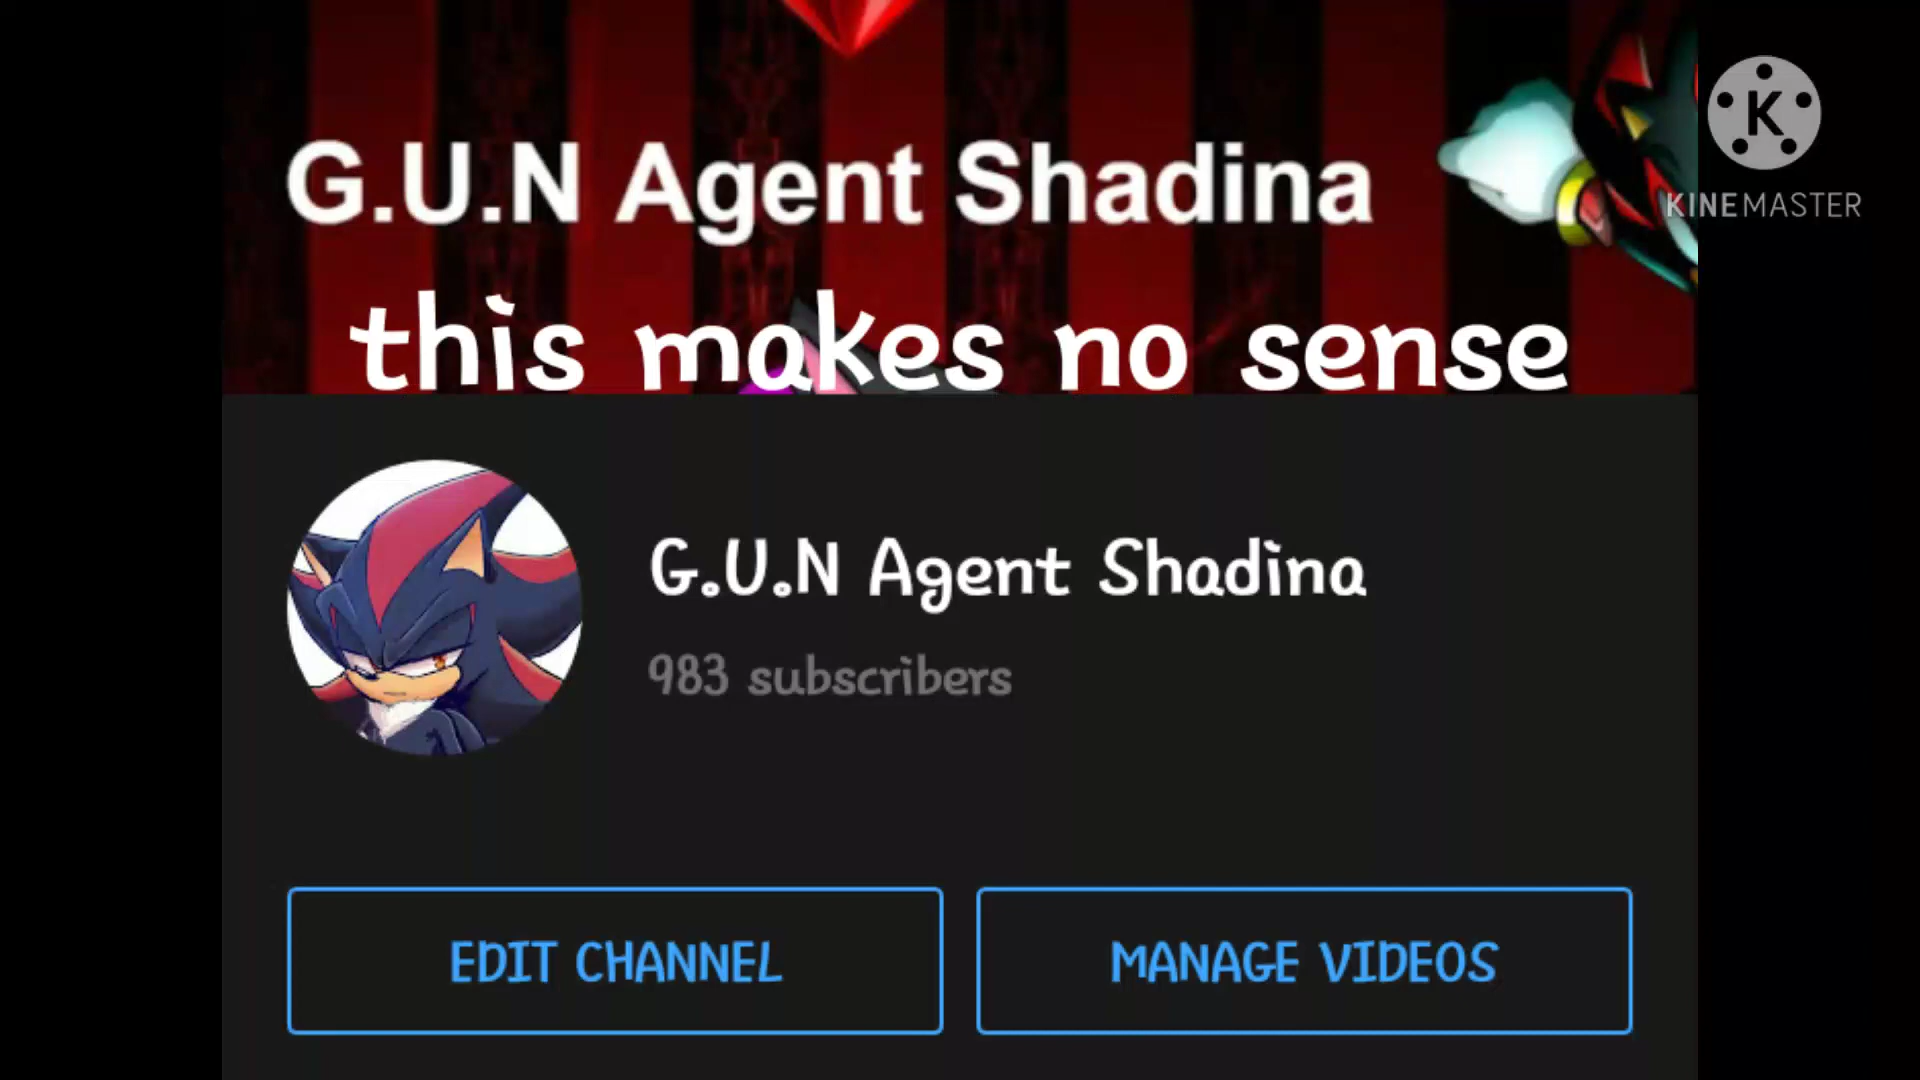 G.U.N Agent Shadina
K
KINEMASTER
this makes no sense
G.U.N Agent Shadina
983 subscribers
EDIT CHANNEL
MANAGE VIDEOS